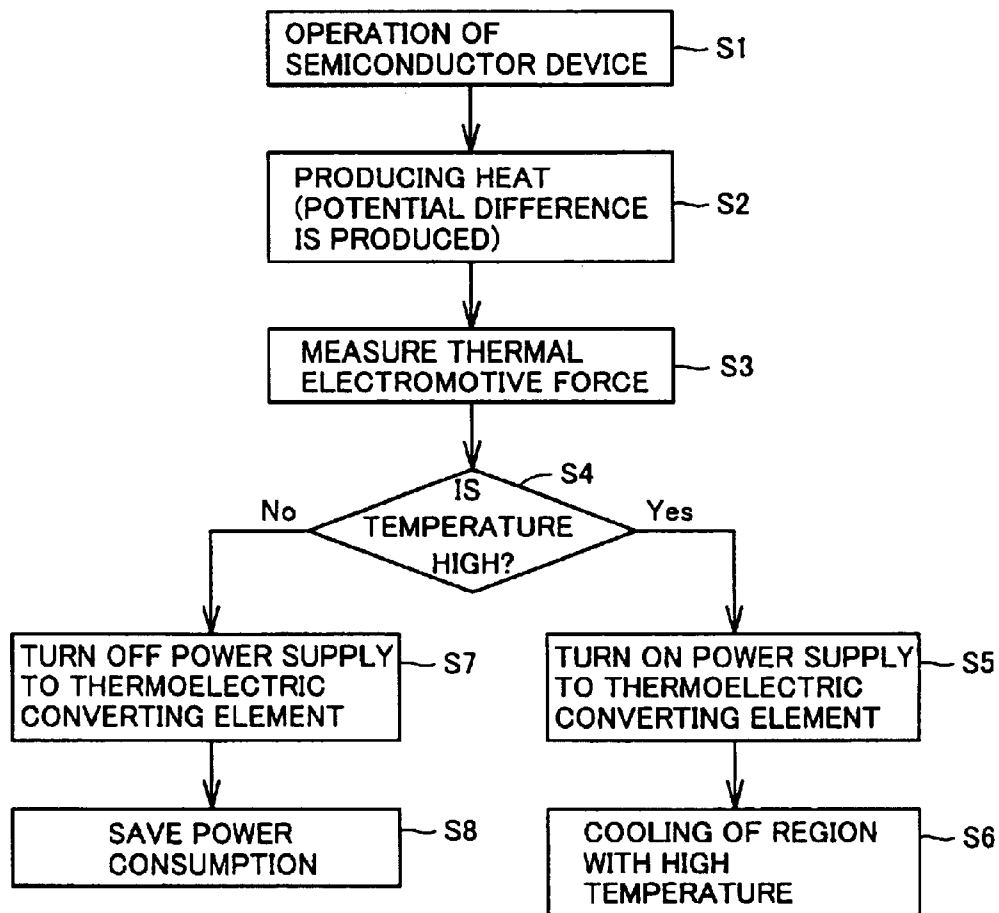 OPERATION OF
SEMICONDUCTOR DEVICE
S1
PRODUCING HEAT
(POTENTIAL DIFFERENCE
IS PRODUCED)
S2
MEASURE THERMAL
ELECTROMOTIVE FORCE
S3
S4
IS
TEMPERATURE
HIGH?
No
Yes
TURN OFF POWER SUPPLY
TO THERMOELECTRIC
CONVERTING ELEMENT
S7
TURN ON POWER SUPPLY
TO THERMOELECTRIC
CONVERTING ELEMENT
S5
SAVE POWER
CONSUMPTION
S8
COOLING OF REGION
WITH HIGH
TEMPERATURE
S6